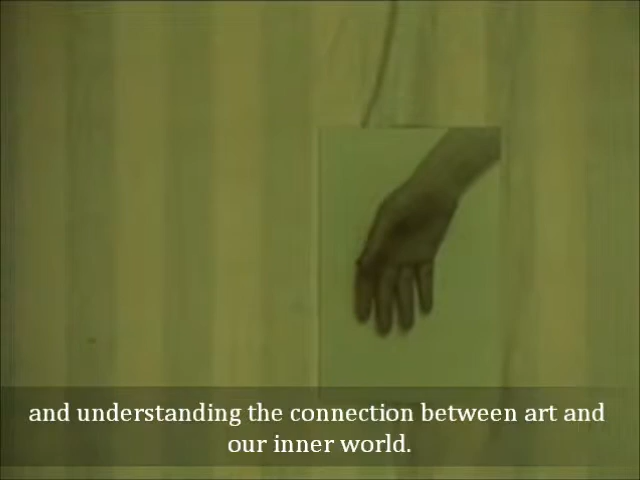 and understanding the connection between art and
our inner world.